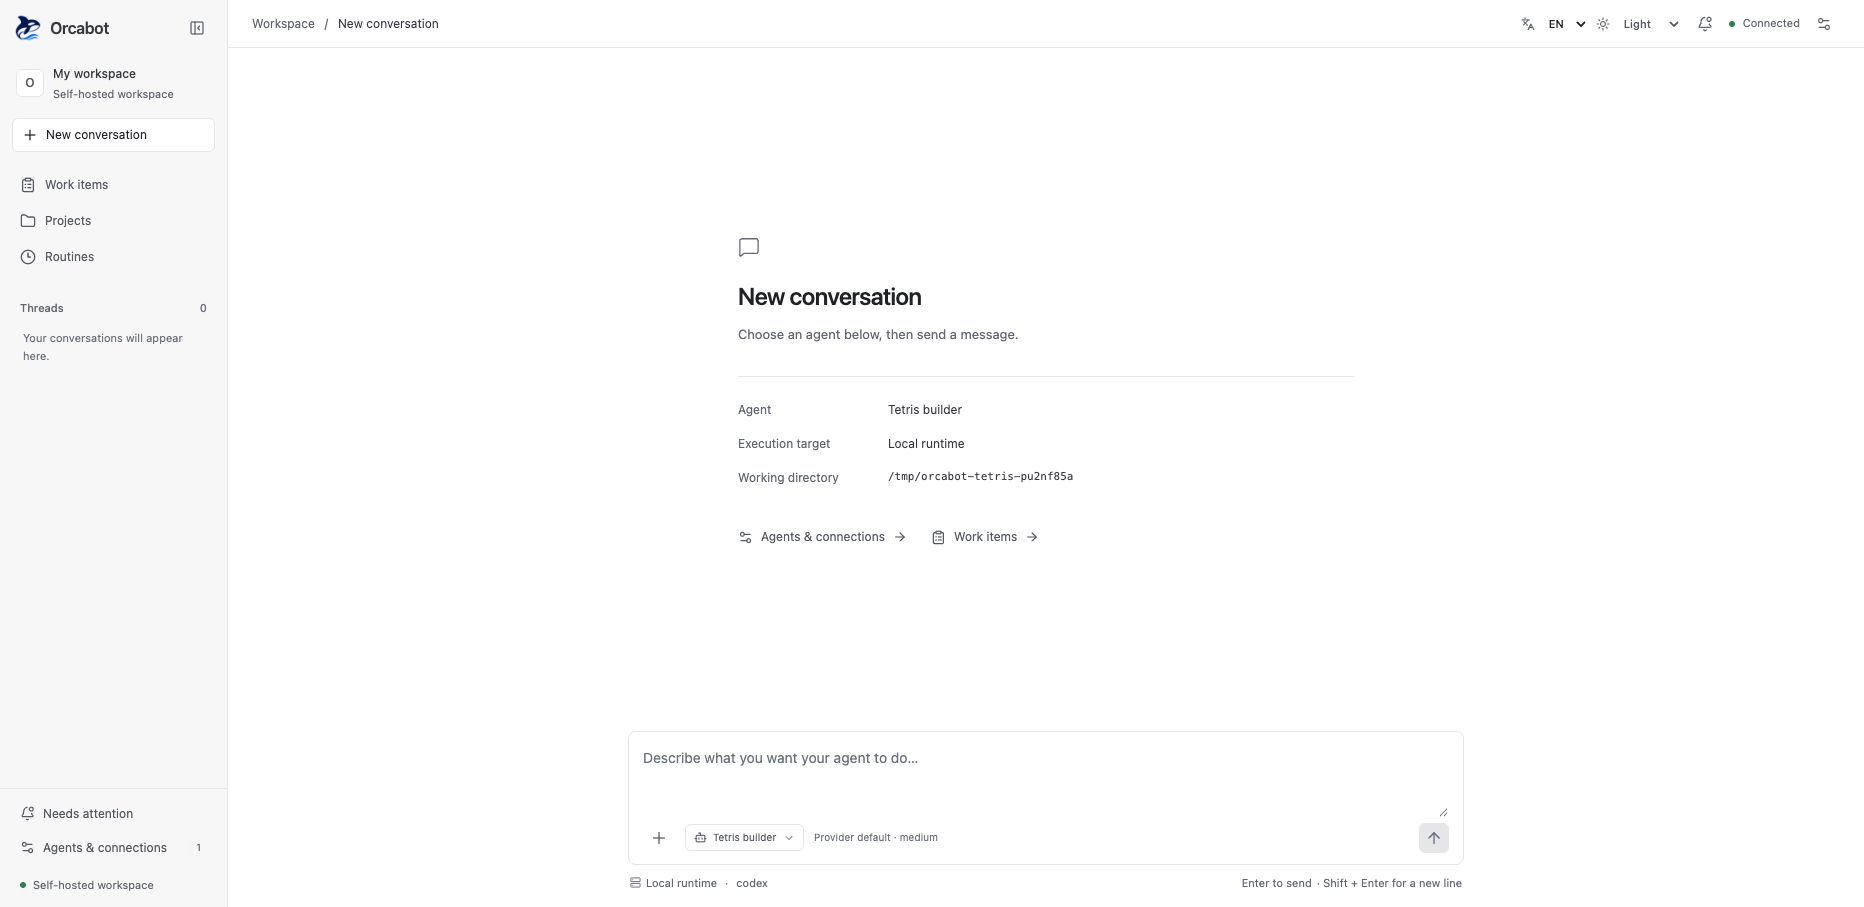 Orcabot
O
My workspace
Self-hosted workspace
New conversation
Work items
Projects
Routines
Threads 0
Your conversations will appear
here.
Needs attention
Agents & connections 1
Self-hosted workspace
Workspace / New conversation
EN
Light
Connected
New conversation
Choose an agent below, then send a message.
Agent Tetris builder
Execution target Local runtime
Working directory /tmp/orcabot-tetris-pu2nf85a
Agents & connections → Work items →
Describe what you want your agent to do...
Tetris builder Provider default · medium
Local runtime · codex
Enter to send · Shift + Enter for a new line